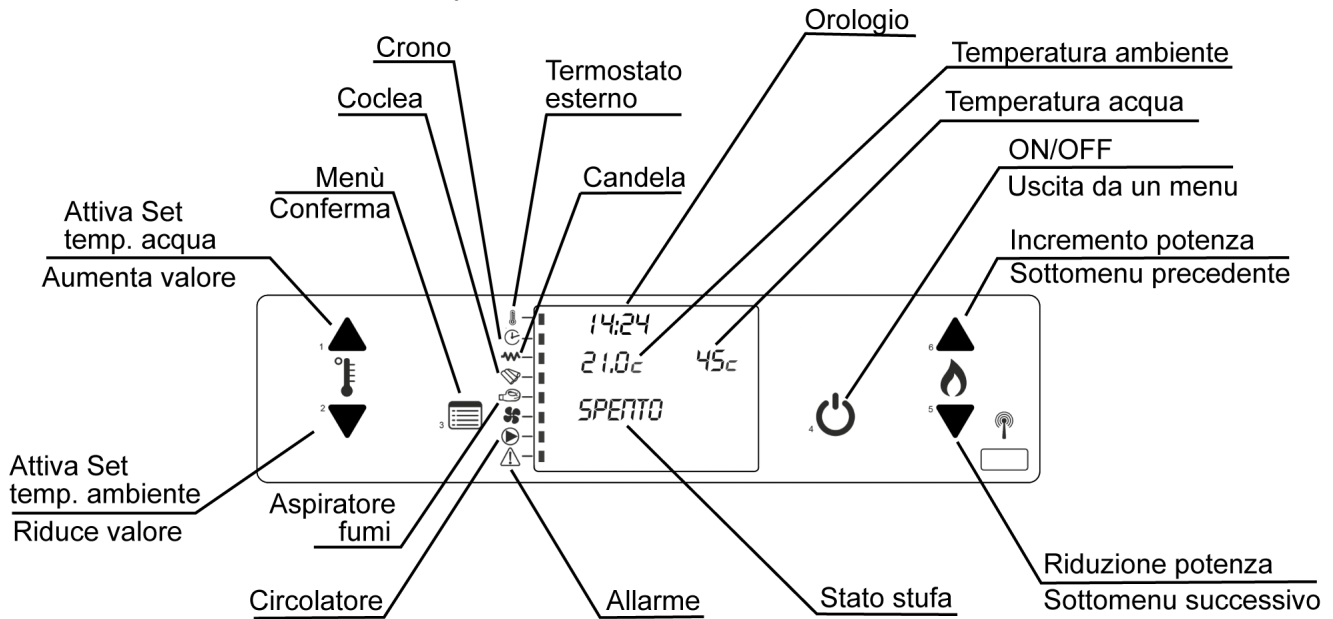 Orologio
Crono
Temperatura ambiente
Termostato
esterno
Coclea
Temperatura acqua
ON/OFF
Uscita da un menu
Menù
Conferma
Candela
Attiva Set
temp. acqua
Aumenta valore
Incremento potenza
Sottomenu precedente
14:24
1
6
21.0c
45c
2
3
SPENTO
4
5
Attiva Set
temp. ambiente
Riduce valore
Aspiratore
fumi
Riduzione potenza
Sottomenu successivo
Circolatore
Allarme
Stato stufa